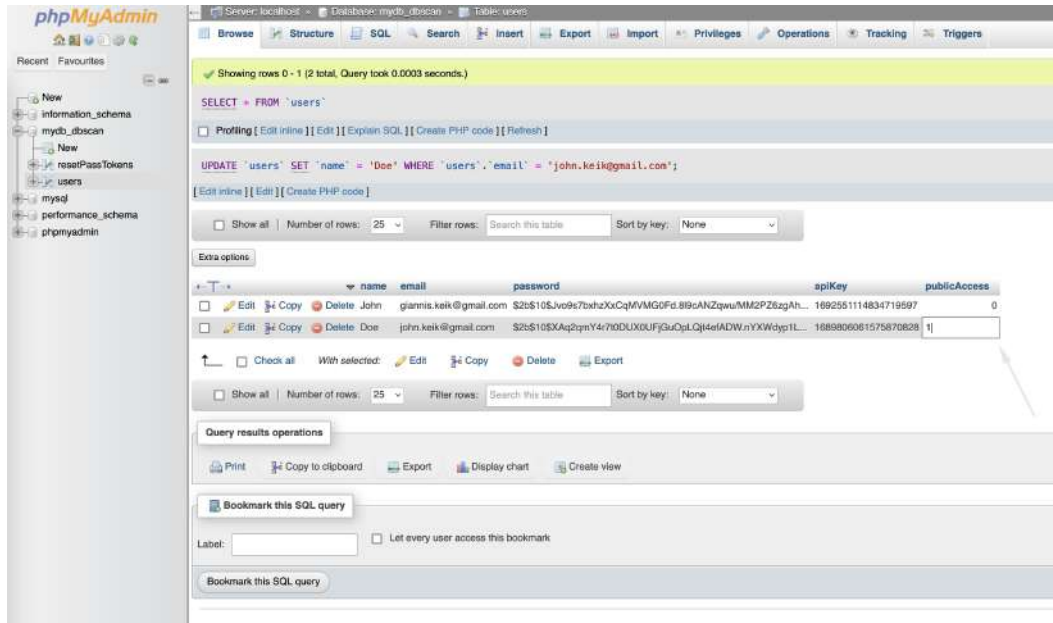 phpMyAdmin
Recent Favourites
New
information_schema
mydb_dbscan
New
resetPassTokens
users
mysql
performance_schema
phpmyadmin
Server: localhost » Database: mydb_dbscan » Table: users
Browse Structure SQL Search Insert Export Import Privileges Operations Tracking Triggers
Showing rows 0 - 1 (2 total, Query took 0.0003 seconds.)
SELECT * FROM `users`
Profiling [ Edit inline ] [ Edit ] [ Explain SQL ] [ Create PHP code ] [ Refresh ]
UPDATE `users` SET `name` = 'Doe' WHERE `users`.`email` = 'john.keik@gmail.com';
[ Edit inline ] [ Edit ] [ Create PHP code ]
Show all | Number of rows: 25 Filter rows: Search this table Sort by key: None
Extra options
name email password apiKey publicAccess
Edit Copy Delete John giannis.keik@gmail.com 1692551114834719597 0
Edit Copy Delete Doe john.keik@gmail.com 1689806061575870828 1
Check all With selected: Edit Copy Delete Export
Show all | Number of rows: 25 Filter rows: Search this table Sort by key: None
Query results operations
Print Copy to clipboard Export Display chart Create view
Bookmark this SQL query
Label: Let every user access this bookmark
Bookmark this SQL query